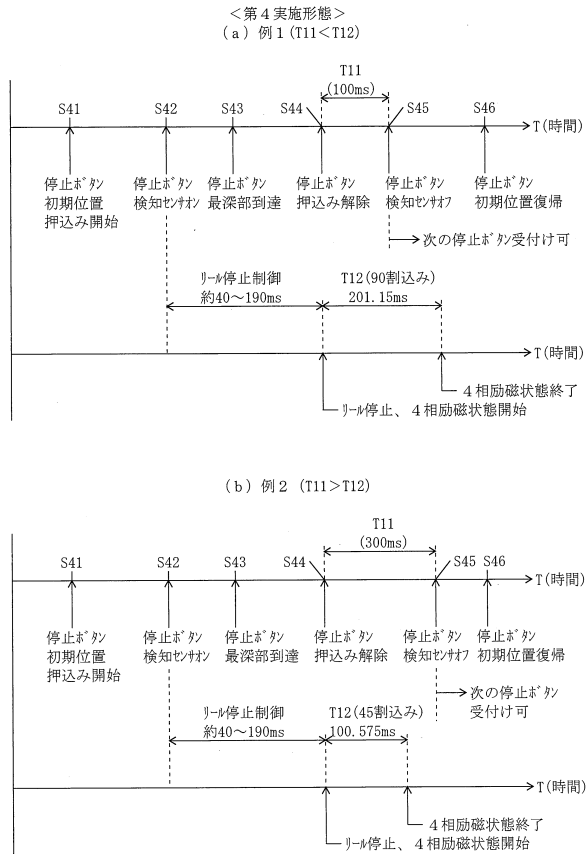 ＜第４実施形態＞
（ａ）例１(T11＜T12)
T11
(100ms)
S41 S42 S43 S44 S45 S46
T(時間)
停止ﾎﾞﾀﾝ 停止ﾎﾞﾀﾝ 停止ﾎﾞﾀﾝ 停止ﾎﾞﾀﾝ 停止ﾎﾞﾀﾝ 停止ﾎﾞﾀﾝ
初期位置 検知ｾﾝｻｵﾝ 最深部到達 押込み解除 検知ｾﾝｻｵﾌ 初期位置復帰
押込み開始
次の停止ﾎﾞﾀﾝ受付け可
ﾘｰﾙ停止制御 T12(90割込み)
約40～190ms 201.15ms
T(時間)
４相励磁状態終了
ﾘｰﾙ停止、４相励磁状態開始
（ｂ）例２ (T11＞T12)
T11
(300ms)
S41 S42 S43 S44 S45 S46
T(時間)
停止ﾎﾞﾀﾝ 停止ﾎﾞﾀﾝ 停止ﾎﾞﾀﾝ 停止ﾎﾞﾀﾝ 停止ﾎﾞﾀﾝ 停止ﾎﾞﾀﾝ
初期位置 検知ｾﾝｻｵﾝ 最深部到達 押込み解除 検知ｾﾝｻｵﾌ 初期位置復帰
押込み開始
次の停止ﾎﾞﾀﾝ
受付け可
ﾘｰﾙ停止制御 T12(45割込み)
約40～190ms 100.575ms
T(時間)
４相励磁状態終了
ﾘｰﾙ停止、４相励磁状態開始